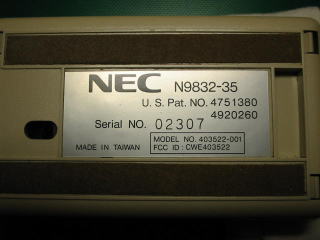 NEC N9832-35
U. S. Pat. NO. 4751380
4920260
Serial NO. 02307
MADE IN TAIWAN
MODEL NO. 403522-001
FCC ID : CWE403522